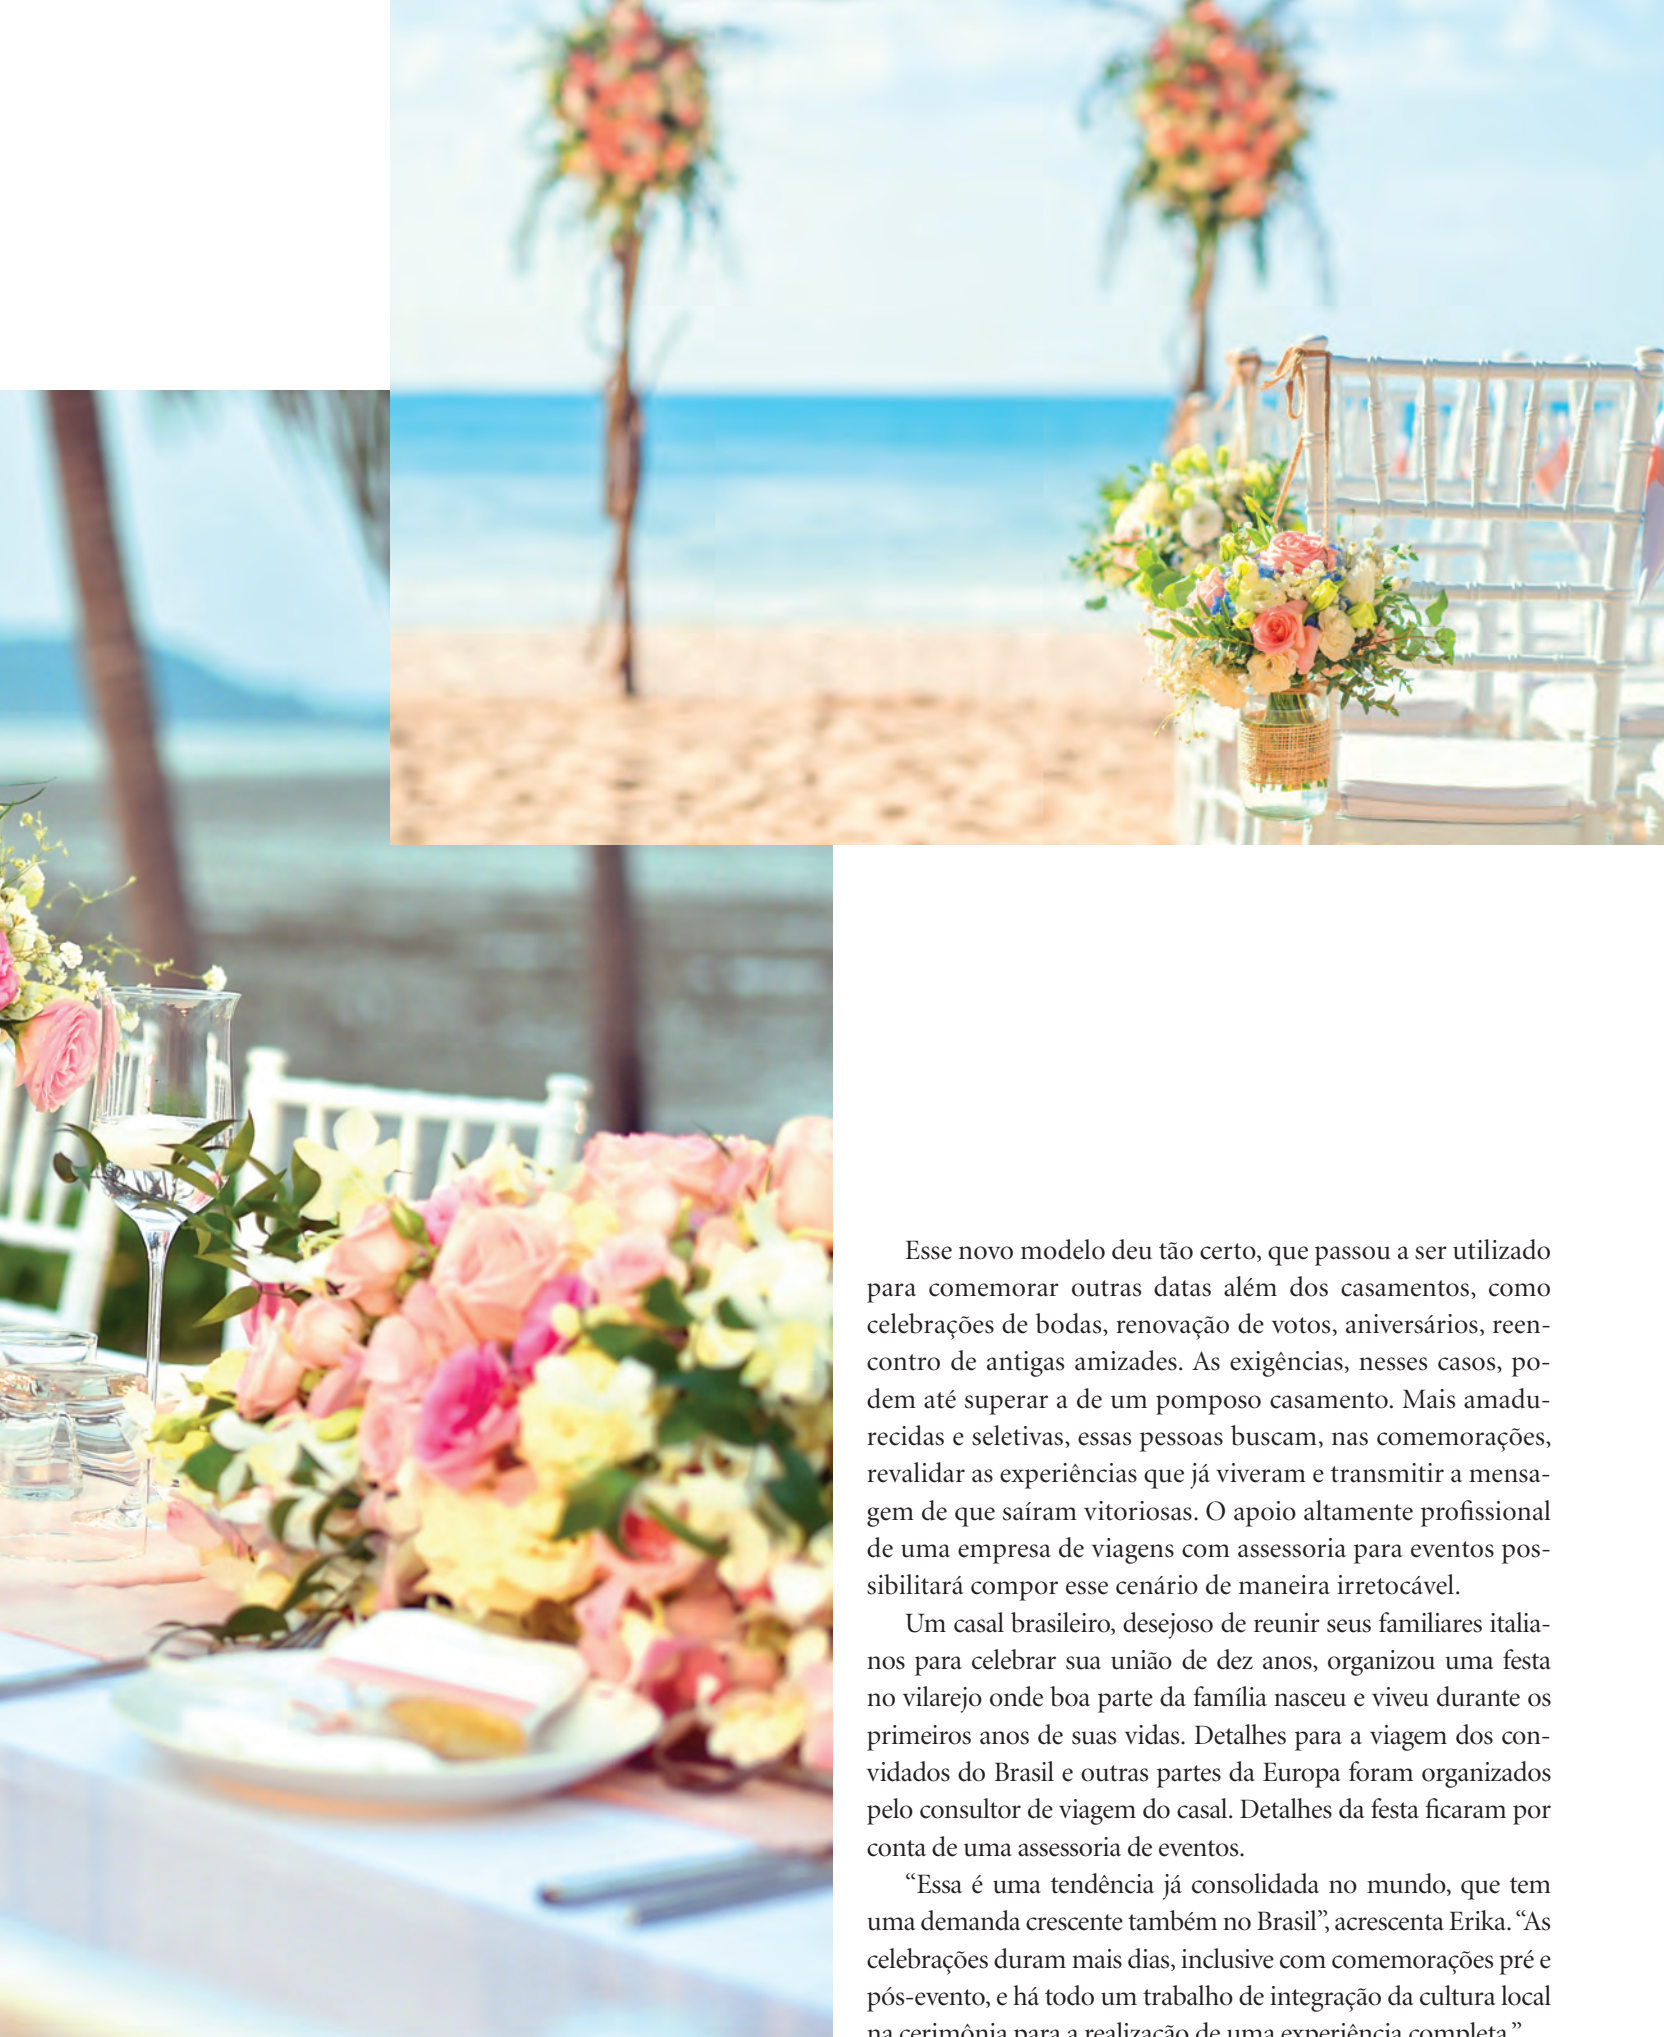 Esse novo modelo deu tão certo, que passou a ser utilizado
para comemorar outras datas além dos casamentos, como
celebrações de bodas, renovação de votos, aniversários, reen-
contro de antigas amizades. As exigências, nesses casos, po-
dem até superar a de um pomposo casamento. Mais amadu-
recidas e seletivas, essas pessoas buscam, nas comemorações,
revalidar as experiências que já viveram e transmitir a mensa-
gem de que saíram vitoriosas. O apoio altamente profissional
de uma empresa de viagens com assessoria para eventos pos-
sibilitará compor esse cenário de maneira irretocável.
Um casal brasileiro, desejoso de reunir seus familiares italia-
nos para celebrar sua união de dez anos, organizou uma festa
no vilarejo onde boa parte da família nasceu e viveu durante os
primeiros anos de suas vidas. Detalhes para a viagem dos con-
vidados do Brasil e outras partes da Europa foram organizados
pelo consultor de viagem do casal. Detalhes da festa ficaram por
conta de uma assessoria de eventos.
“Essa é uma tendência já consolidada no mundo, que tem
uma demanda crescente também no Brasil”, acrescenta Erika. “As
celebrações duram mais dias, inclusive com comemorações pré e
pós-evento, e há todo um trabalho de integração da cultura local
na cerimônia para a realização de uma experiência completa.”